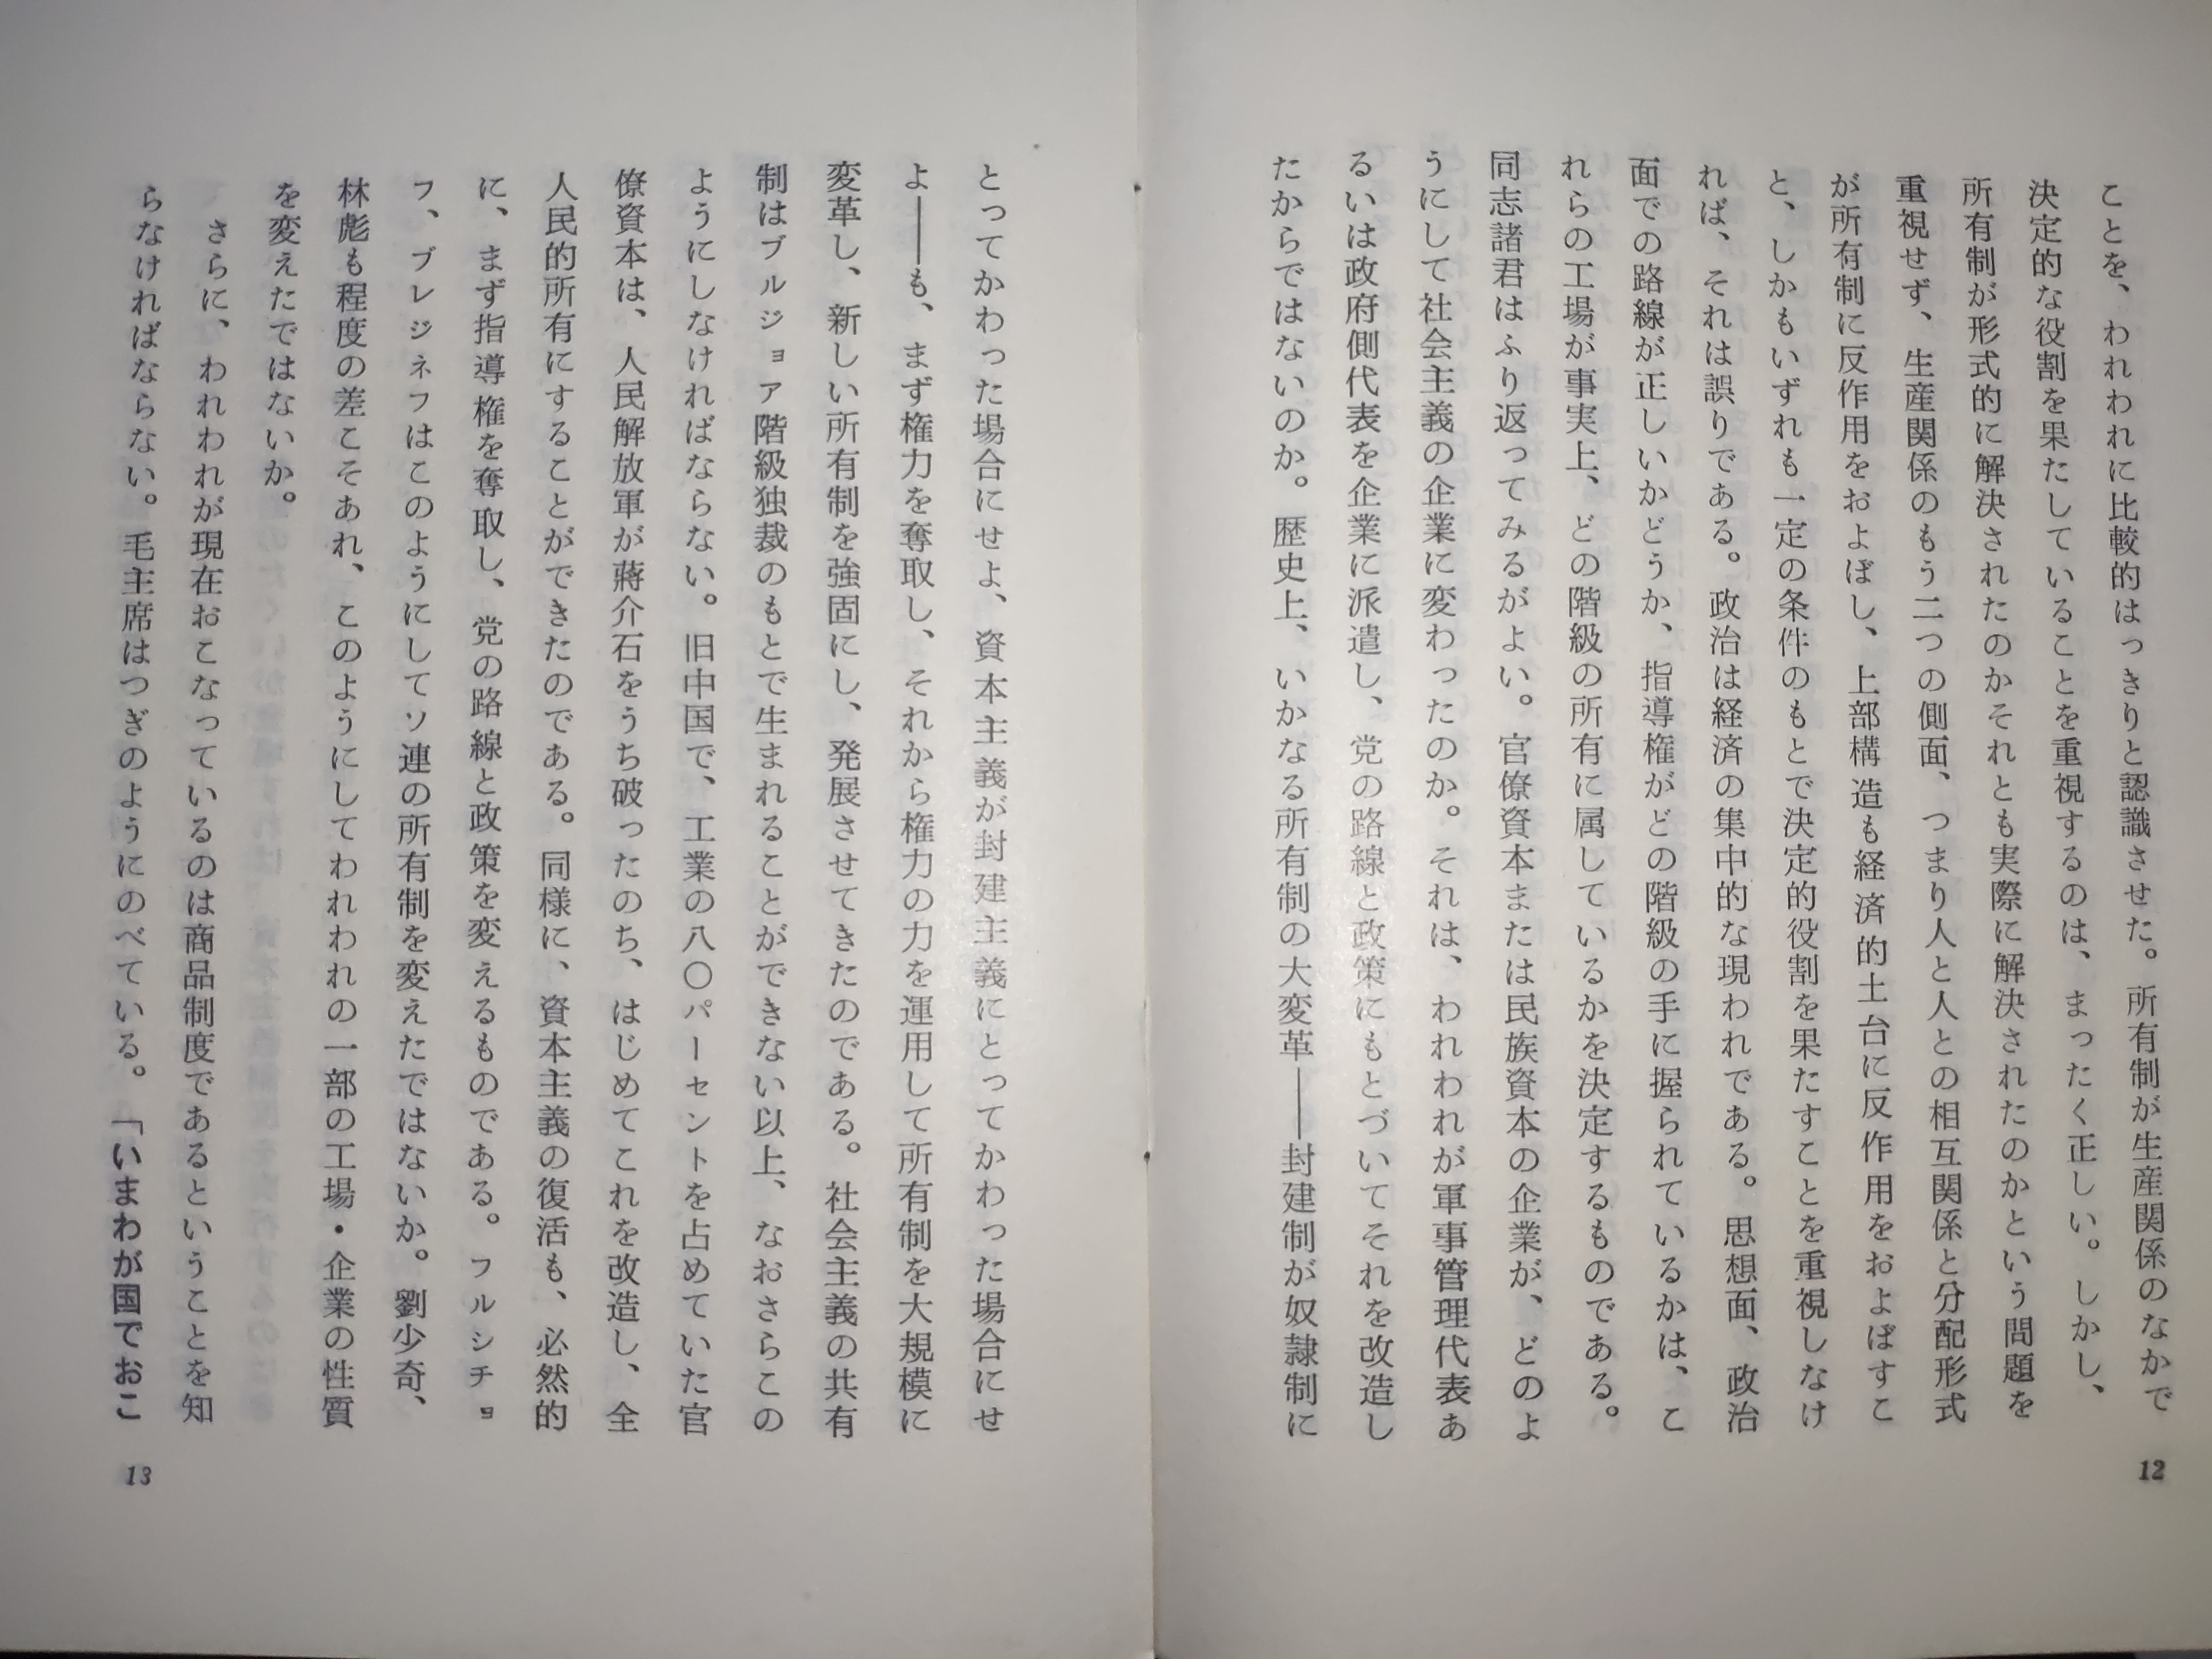 ことを、われわれに比較的はっきりと認識させた。所有制が生産関係のなかで
決定的な役割を果たしていることを重視するのは、まったく正しい。しかし、
所有制が形式的に解決されたのかそれとも実際に解決されたのかという問題を
重視せず、生産関係のもう二つの側面、つまり人と人との相互関係と分配形式
が所有制に反作用をおよぼし、上部構造も経済的土台に反作用をおよぼすこ
と、しかもいずれも一定の条件のもとで決定的役割を果たすことを重視しなけ
れば、それは誤りである。政治は経済の集中的な現われである。思想面、政治
面での路線が正しいかどうか、指導権がどの階級の手に握られているかは、こ
れらの工場が事実上、どの階級の所有に属しているかを決定するものである。
同志諸君はふり返ってみるがよい。官僚資本または民族資本の企業が、どのよ
うにして社会主義の企業に変わったのか。それは、われわれが軍事管理代表あ
るいは政府側代表を企業に派遣し、党の路線と政策にもとづいてそれを改造し
たからではないのか。歴史上、いかなる所有制の大変革――封建制が奴隷制に
12
とってかわった場合にせよ、資本主義が封建主義にとってかわった場合にせ
よ――も、まず権力を奪取し、それから権力の力を運用して所有制を大規模に
変革し、新しい所有制を強固にし、発展させてきたのである。社会主義の共有
制はブルジョア階級独裁のもとで生まれることができない以上、なおさらこの
ようにしなければならない。旧中国で、工業の八〇パーセントを占めていた官
僚資本は、人民解放軍が蔣介石をうち破ったのち、はじめてこれを改造し、全
人民的所有にすることができたのである。同様に、資本主義の復活も、必然的
に、まず指導権を奪取し、党の路線と政策を変えるものである。フルシチョ
フ、ブレジネフはこのようにしてソ連の所有制を変えたではないか。劉少奇、
林彪も程度の差こそあれ、このようにしてわれわれの一部の工場・企業の性質
を変えたではないか。
さらに、われわれが現在おこなっているのは商品制度であるということを知
らなければならない。毛主席はつぎのようにのべている。「いまわが国でおこ
13